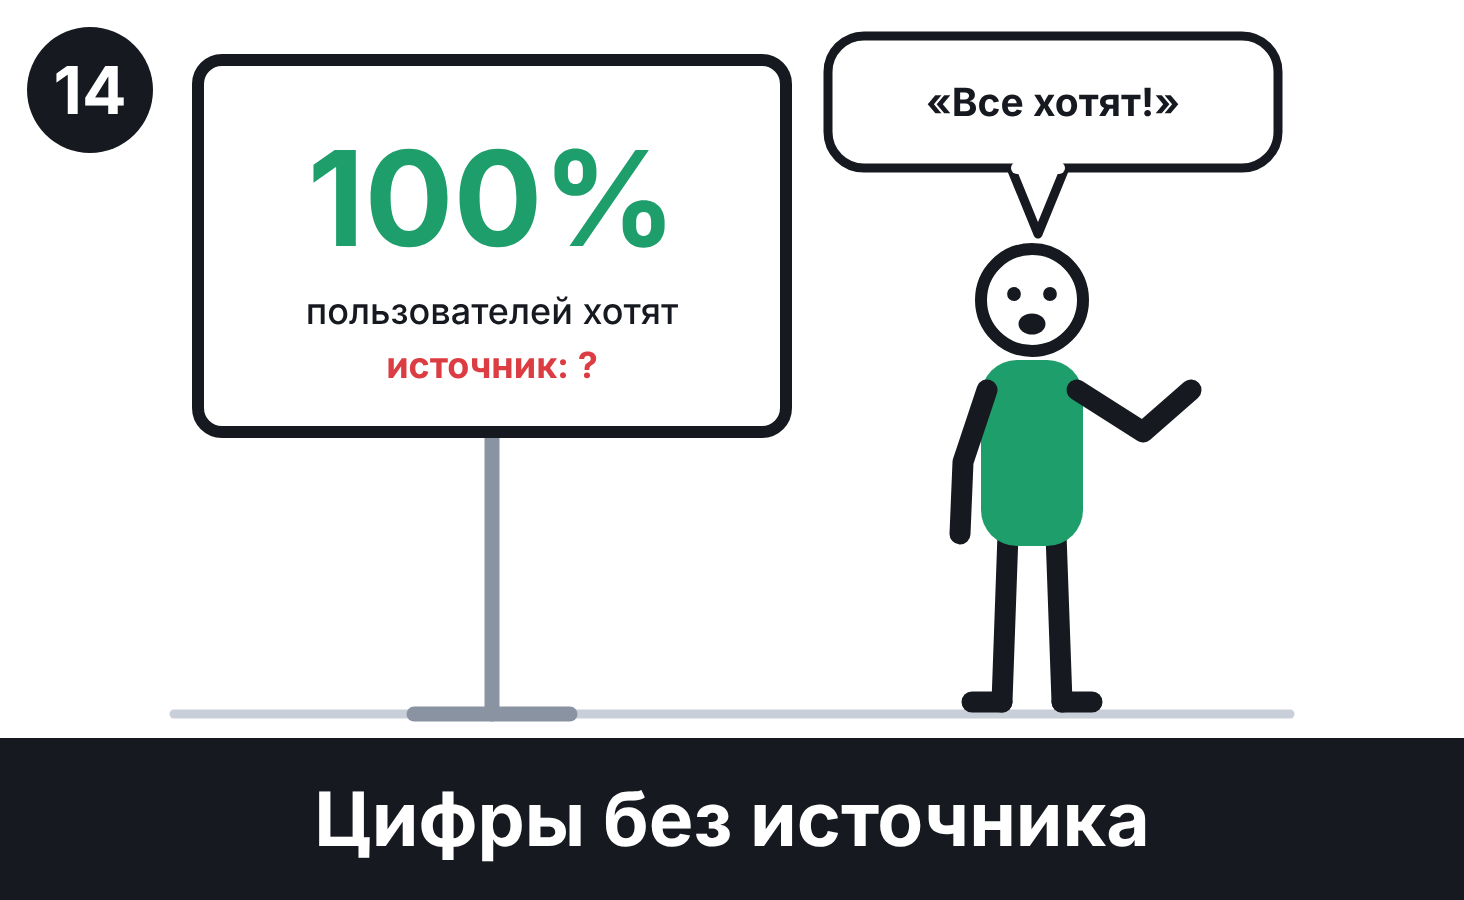 14
100%
пользователей хотят
источник: ?
«Все хотят!»
Цифры без источника